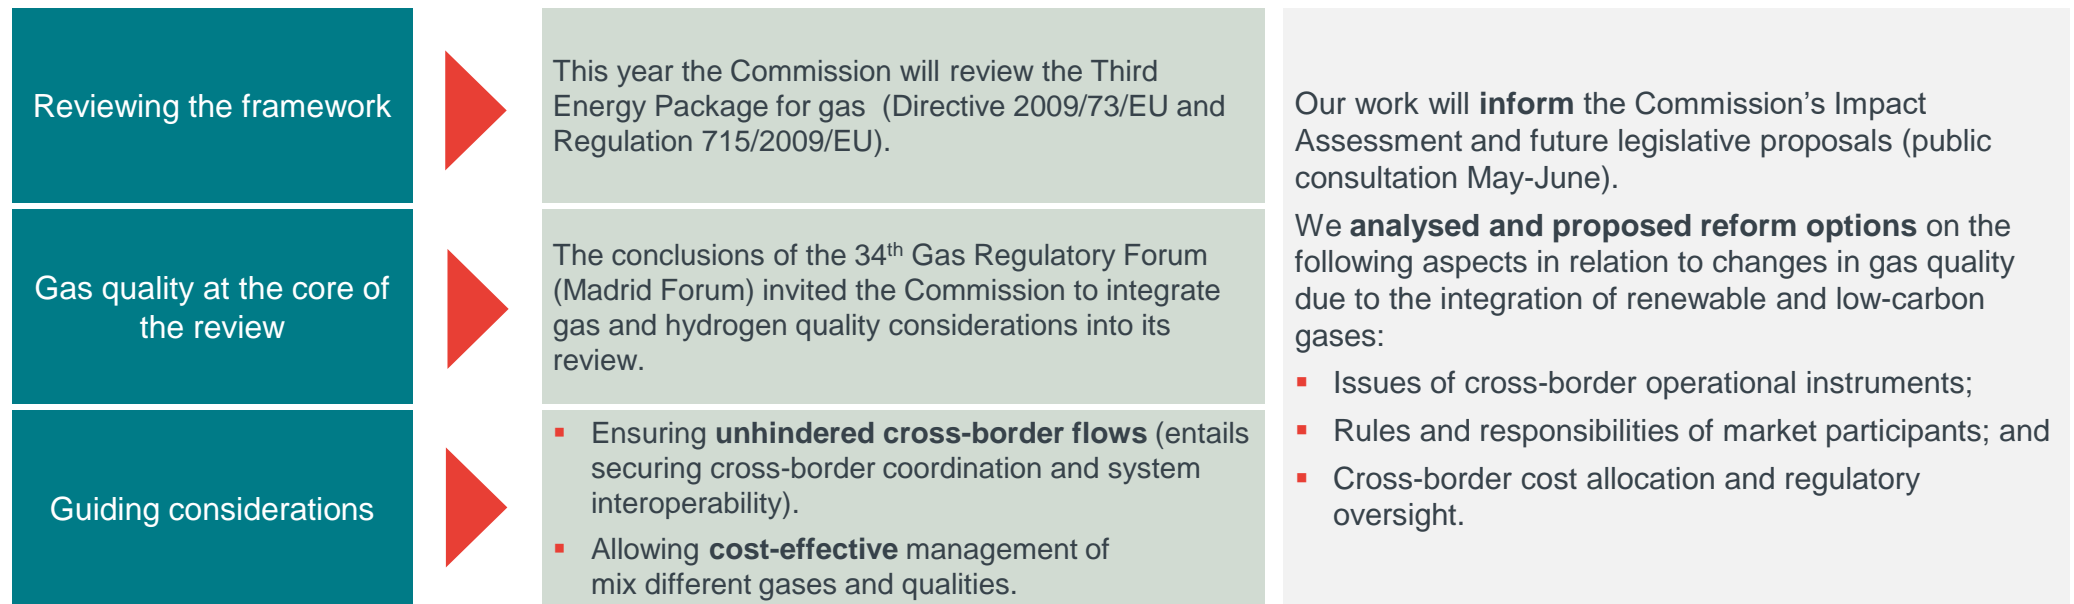 Reviewing the framework
This year the Commission will review the Third
Energy Package for gas  (Directive 2009/73/EU and
Regulation 715/2009/EU).
Gas quality at the core of
the review
The conclusions of the 34th Gas Regulatory Forum
(Madrid Forum) invited the Commission to integrate
gas and hydrogen quality considerations into its
review.
Guiding considerations
▪ Ensuring unhindered cross-border flows (entails
securing cross-border coordination and system
interoperability).
▪ Allowing cost-effective management of
mix different gases and qualities.
Our work will inform the Commission’s Impact
Assessment and future legislative proposals (public
consultation May-June).
We analysed and proposed reform options on the
following aspects in relation to changes in gas quality
due to the integration of renewable and low-carbon
gases:
▪ Issues of cross-border operational instruments;
▪ Rules and responsibilities of market participants; and
▪ Cross-border cost allocation and regulatory
oversight.